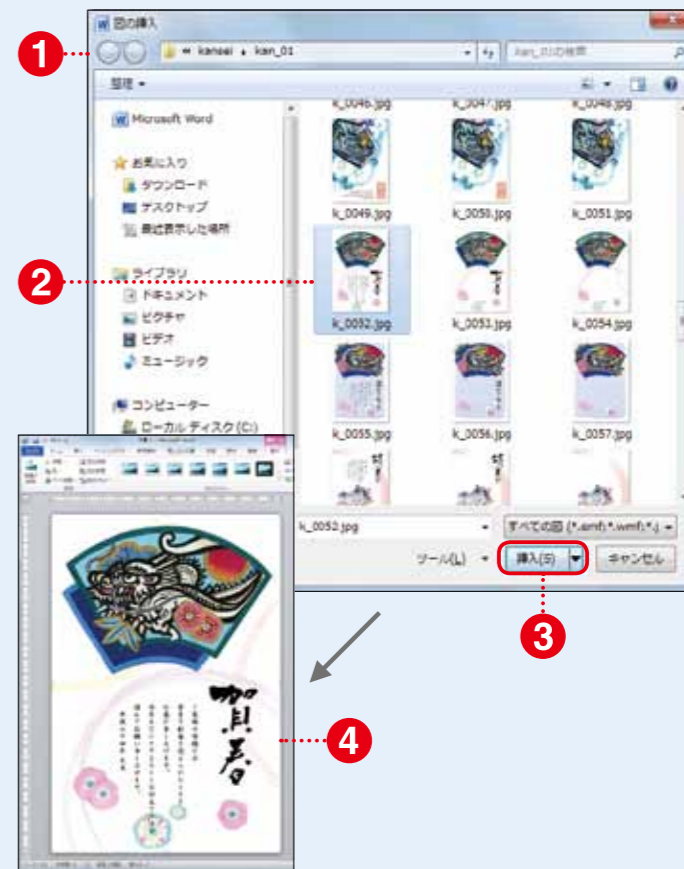 図の挿入
1
kansei kan_01
kan_01の検索
整理
k_0046.jpg k_0047.jpg k_0048.jpg
Microsoft Word
お気に入り
ダウンロード
デスクトップ
最近表示した場所
k_0049.jpg k_0050.jpg k_0051.jpg
2
ライブラリ
ドキュメント
ピクチャ
ビデオ
ミュージック
k_0052.jpg k_0053.jpg k_0054.jpg
コンピューター
ローカル ディスク (C:)
k_0055.jpg k_0056.jpg k_0057.jpg
k_0052.jpg
すべての図 (*.emf;*.wmf;*.j
ツール(L)
挿入(S)
キャンセル
3
賀春
4